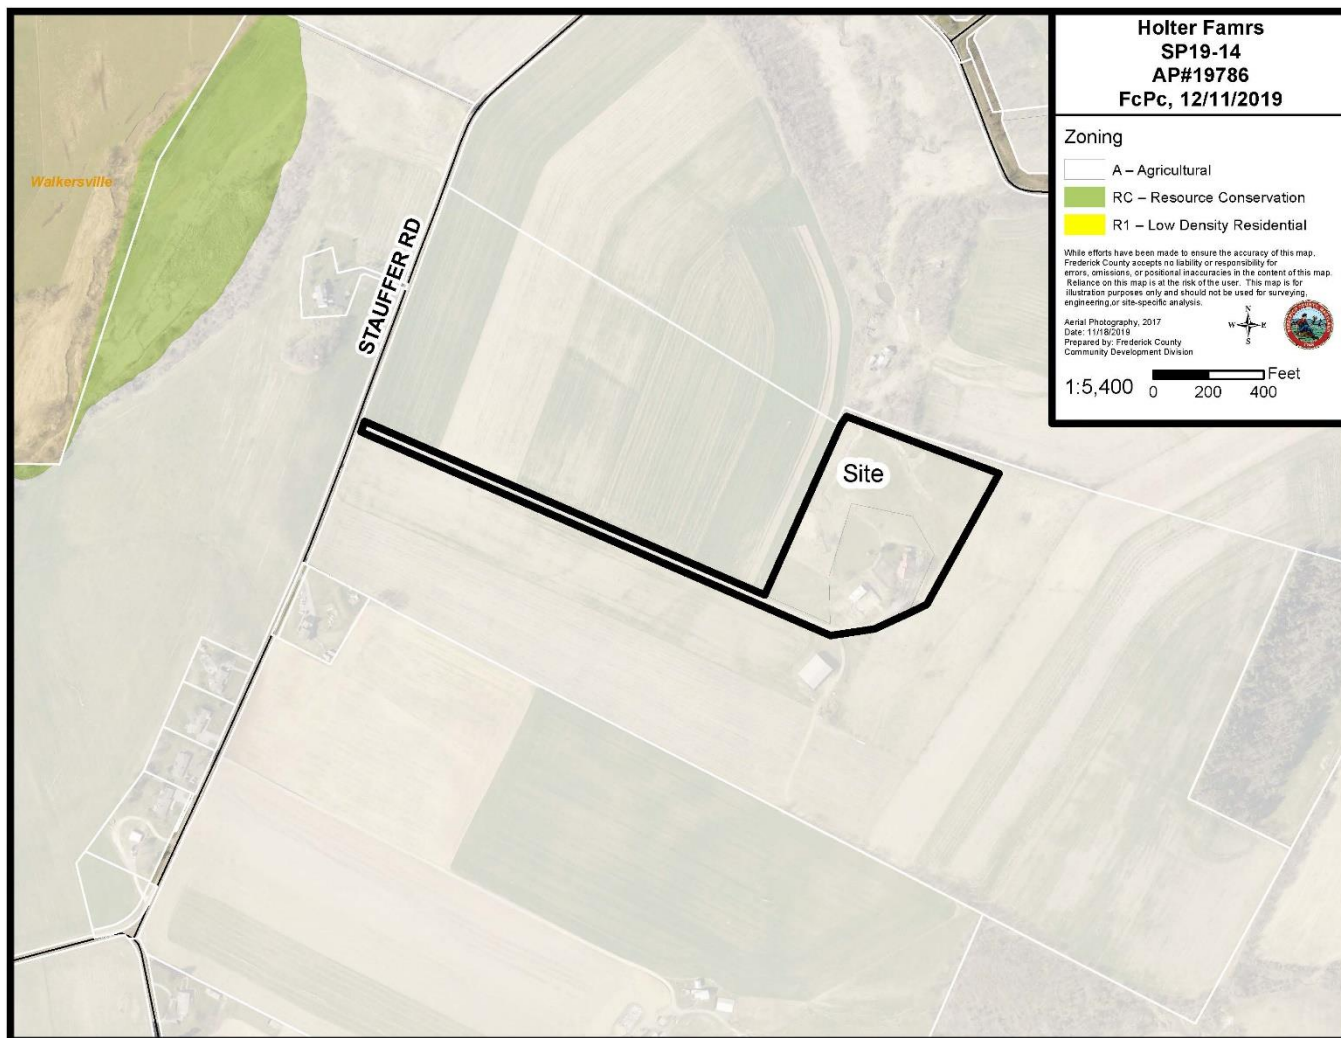 Holter Famrs
SP19-14
AP#19786
FcPc, 12/11/2019
Zoning
A – Agricultural
RC – Resource Conservation
R1 – Low Density Residential
While efforts have been made to ensure the accuracy of this map,
Frederick County accepts no liability or responsibility for
errors, omissions, or positional inaccuracies in the content of this map.
Reliance on this map is at the risk of the user. This map is for
illustration purposes only and should not be used for surveying,
engineering,or site-specific analysis.
Aerial Photography, 2017
Date: 11/18/2019
Prepared by: Frederick County
Community Development Division
N
W E
S
1:5,400
Feet
0 200 400
Walkersville
STAUFFER RD
Site